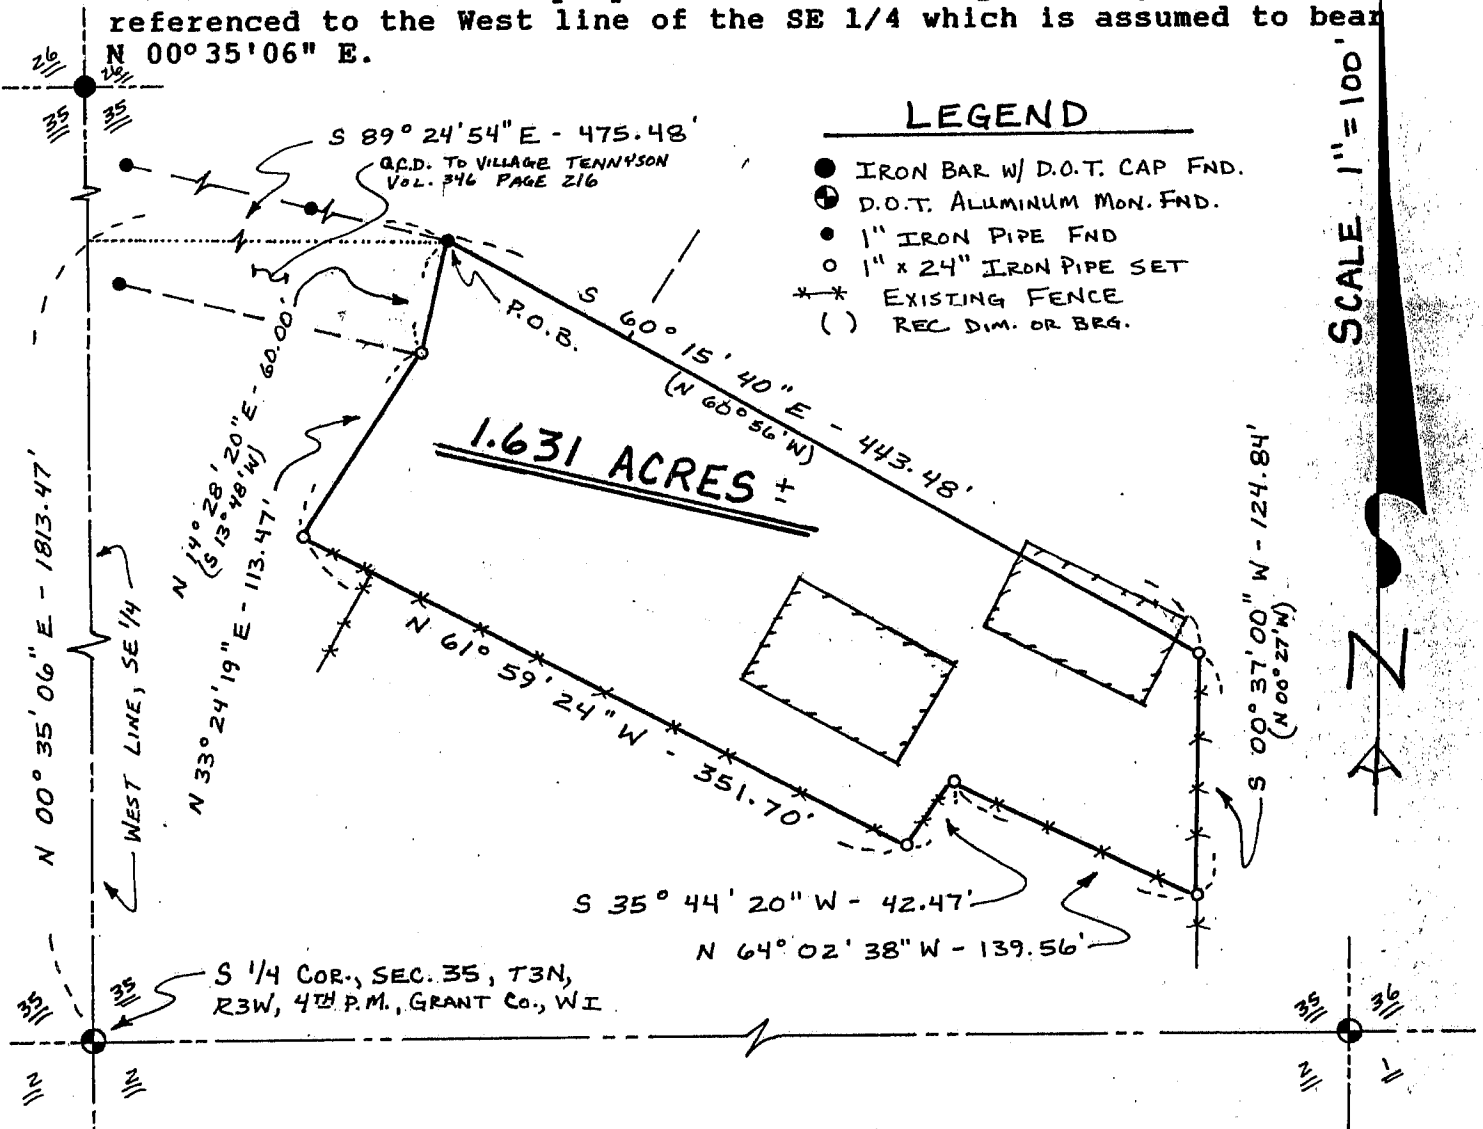 referenced to the West line of the SE 1/4 which is assumed to bear
N 00°35'06" E.
26
26
35
35
S 89° 24' 54" E - 475.48'
Q.C.D. TO VILLAGE TENNYSON
VOL. 346 PAGE 216
LEGEND
IRON BAR W/ D.O.T. CAP FND.
D.O.T. ALUMINUM MON. FND.
1" IRON PIPE FND
1" x 24" IRON PIPE SET
EXISTING FENCE
( ) REC DIM. OR BRG.
SCALE 1"=100'
P.O.B.
S 60° 15' 40" E - 443.48'
(N 60° 56' W)
1.631 ACRES ±
N 14° 28' 20" E - 60.00'
(S 13° 48' W)
N 33° 24' 19" E - 113.47'
N 61° 59' 24" W - 351.70'
S 00° 37' 00" W - 124.84'
(N 00° 27' W)
N
N 00° 35' 06" E - 1813.47'
WEST LINE, SE 1/4
S 35° 44' 20" W - 42.47'
N 64° 02' 38" W - 139.56'
S 1/4 COR., SEC. 35, T3N,
R3W, 4TH P.M., GRANT CO., WI
35
35
2
2
35
36
2
1